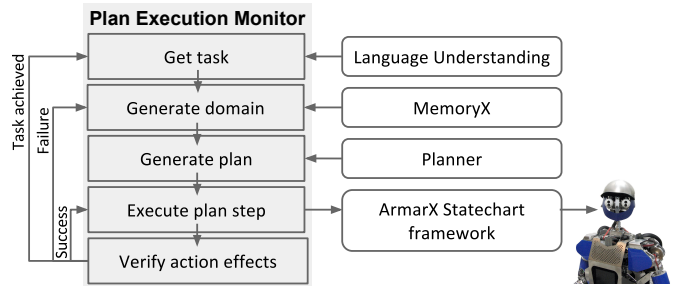 Plan Execution Monitor
Get task
Language Understanding
Generate domain
MemoryX
Generate plan
Planner
Execute plan step
ArmarX Statechart
framework
Verify action effects
Task achieved
Failure
Success